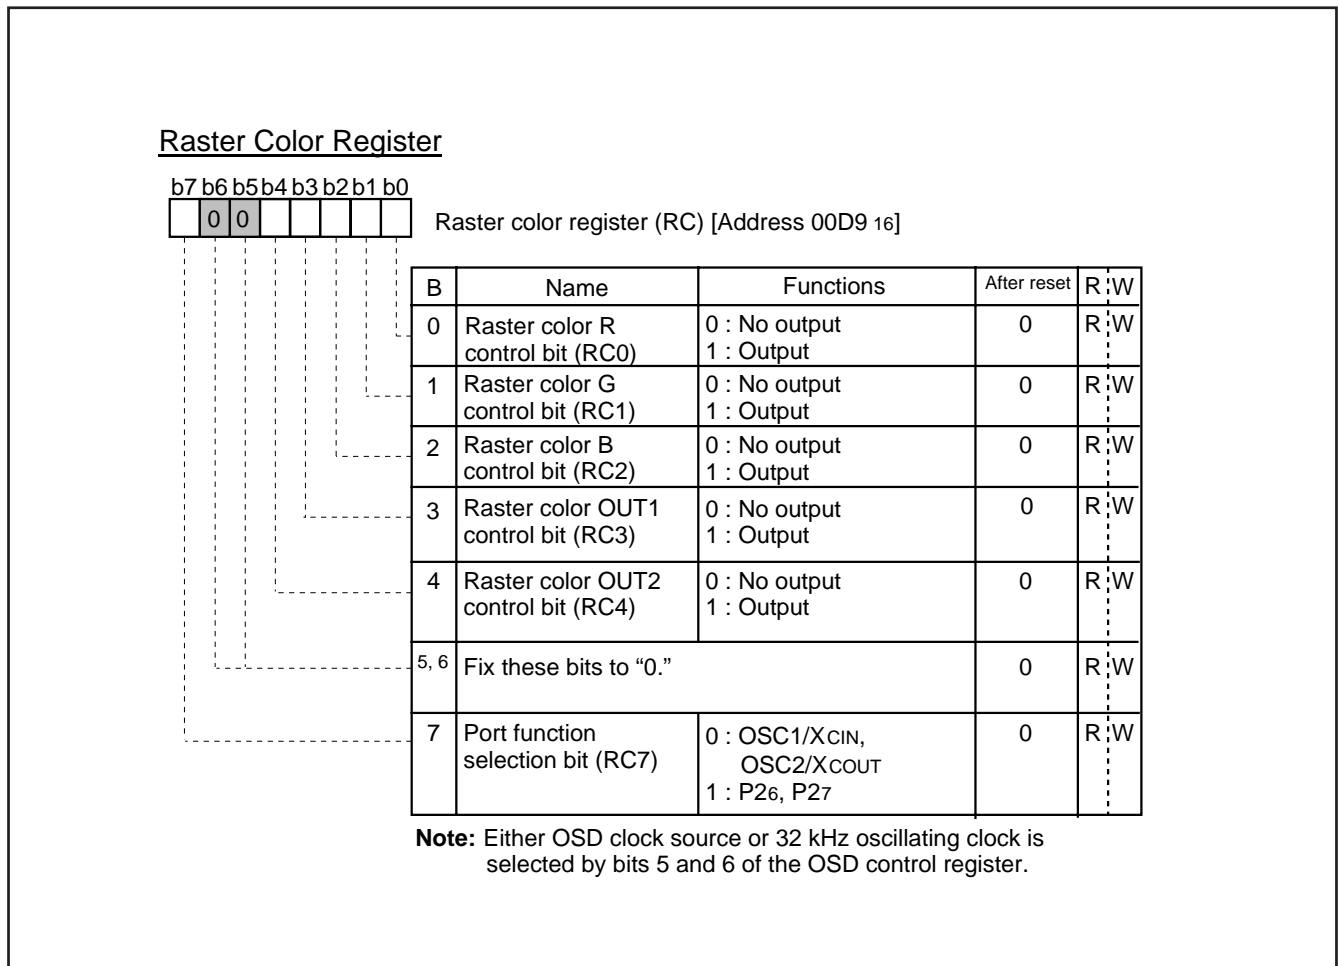 Raster Color Register
b7 b6 b5 b4 b3 b2 b1 b0
0 0
Raster color register (RC) [Address 00D9 16]
B Name Functions After reset R W
0 Raster color R control bit (RC0) 0 : No output 1 : Output 0 R W
1 Raster color G control bit (RC1) 0 : No output 1 : Output 0 R W
2 Raster color B control bit (RC2) 0 : No output 1 : Output 0 R W
3 Raster color OUT1 control bit (RC3) 0 : No output 1 : Output 0 R W
4 Raster color OUT2 control bit (RC4) 0 : No output 1 : Output 0 R W
5, 6 Fix these bits to “0.” 0 R W
7 Port function selection bit (RC7) 0 : OSC1/XCIN, OSC2/XCOUT 1 : P26, P27 0 R W
Note: Either OSD clock source or 32 kHz oscillating clock is
selected by bits 5 and 6 of the OSD control register.